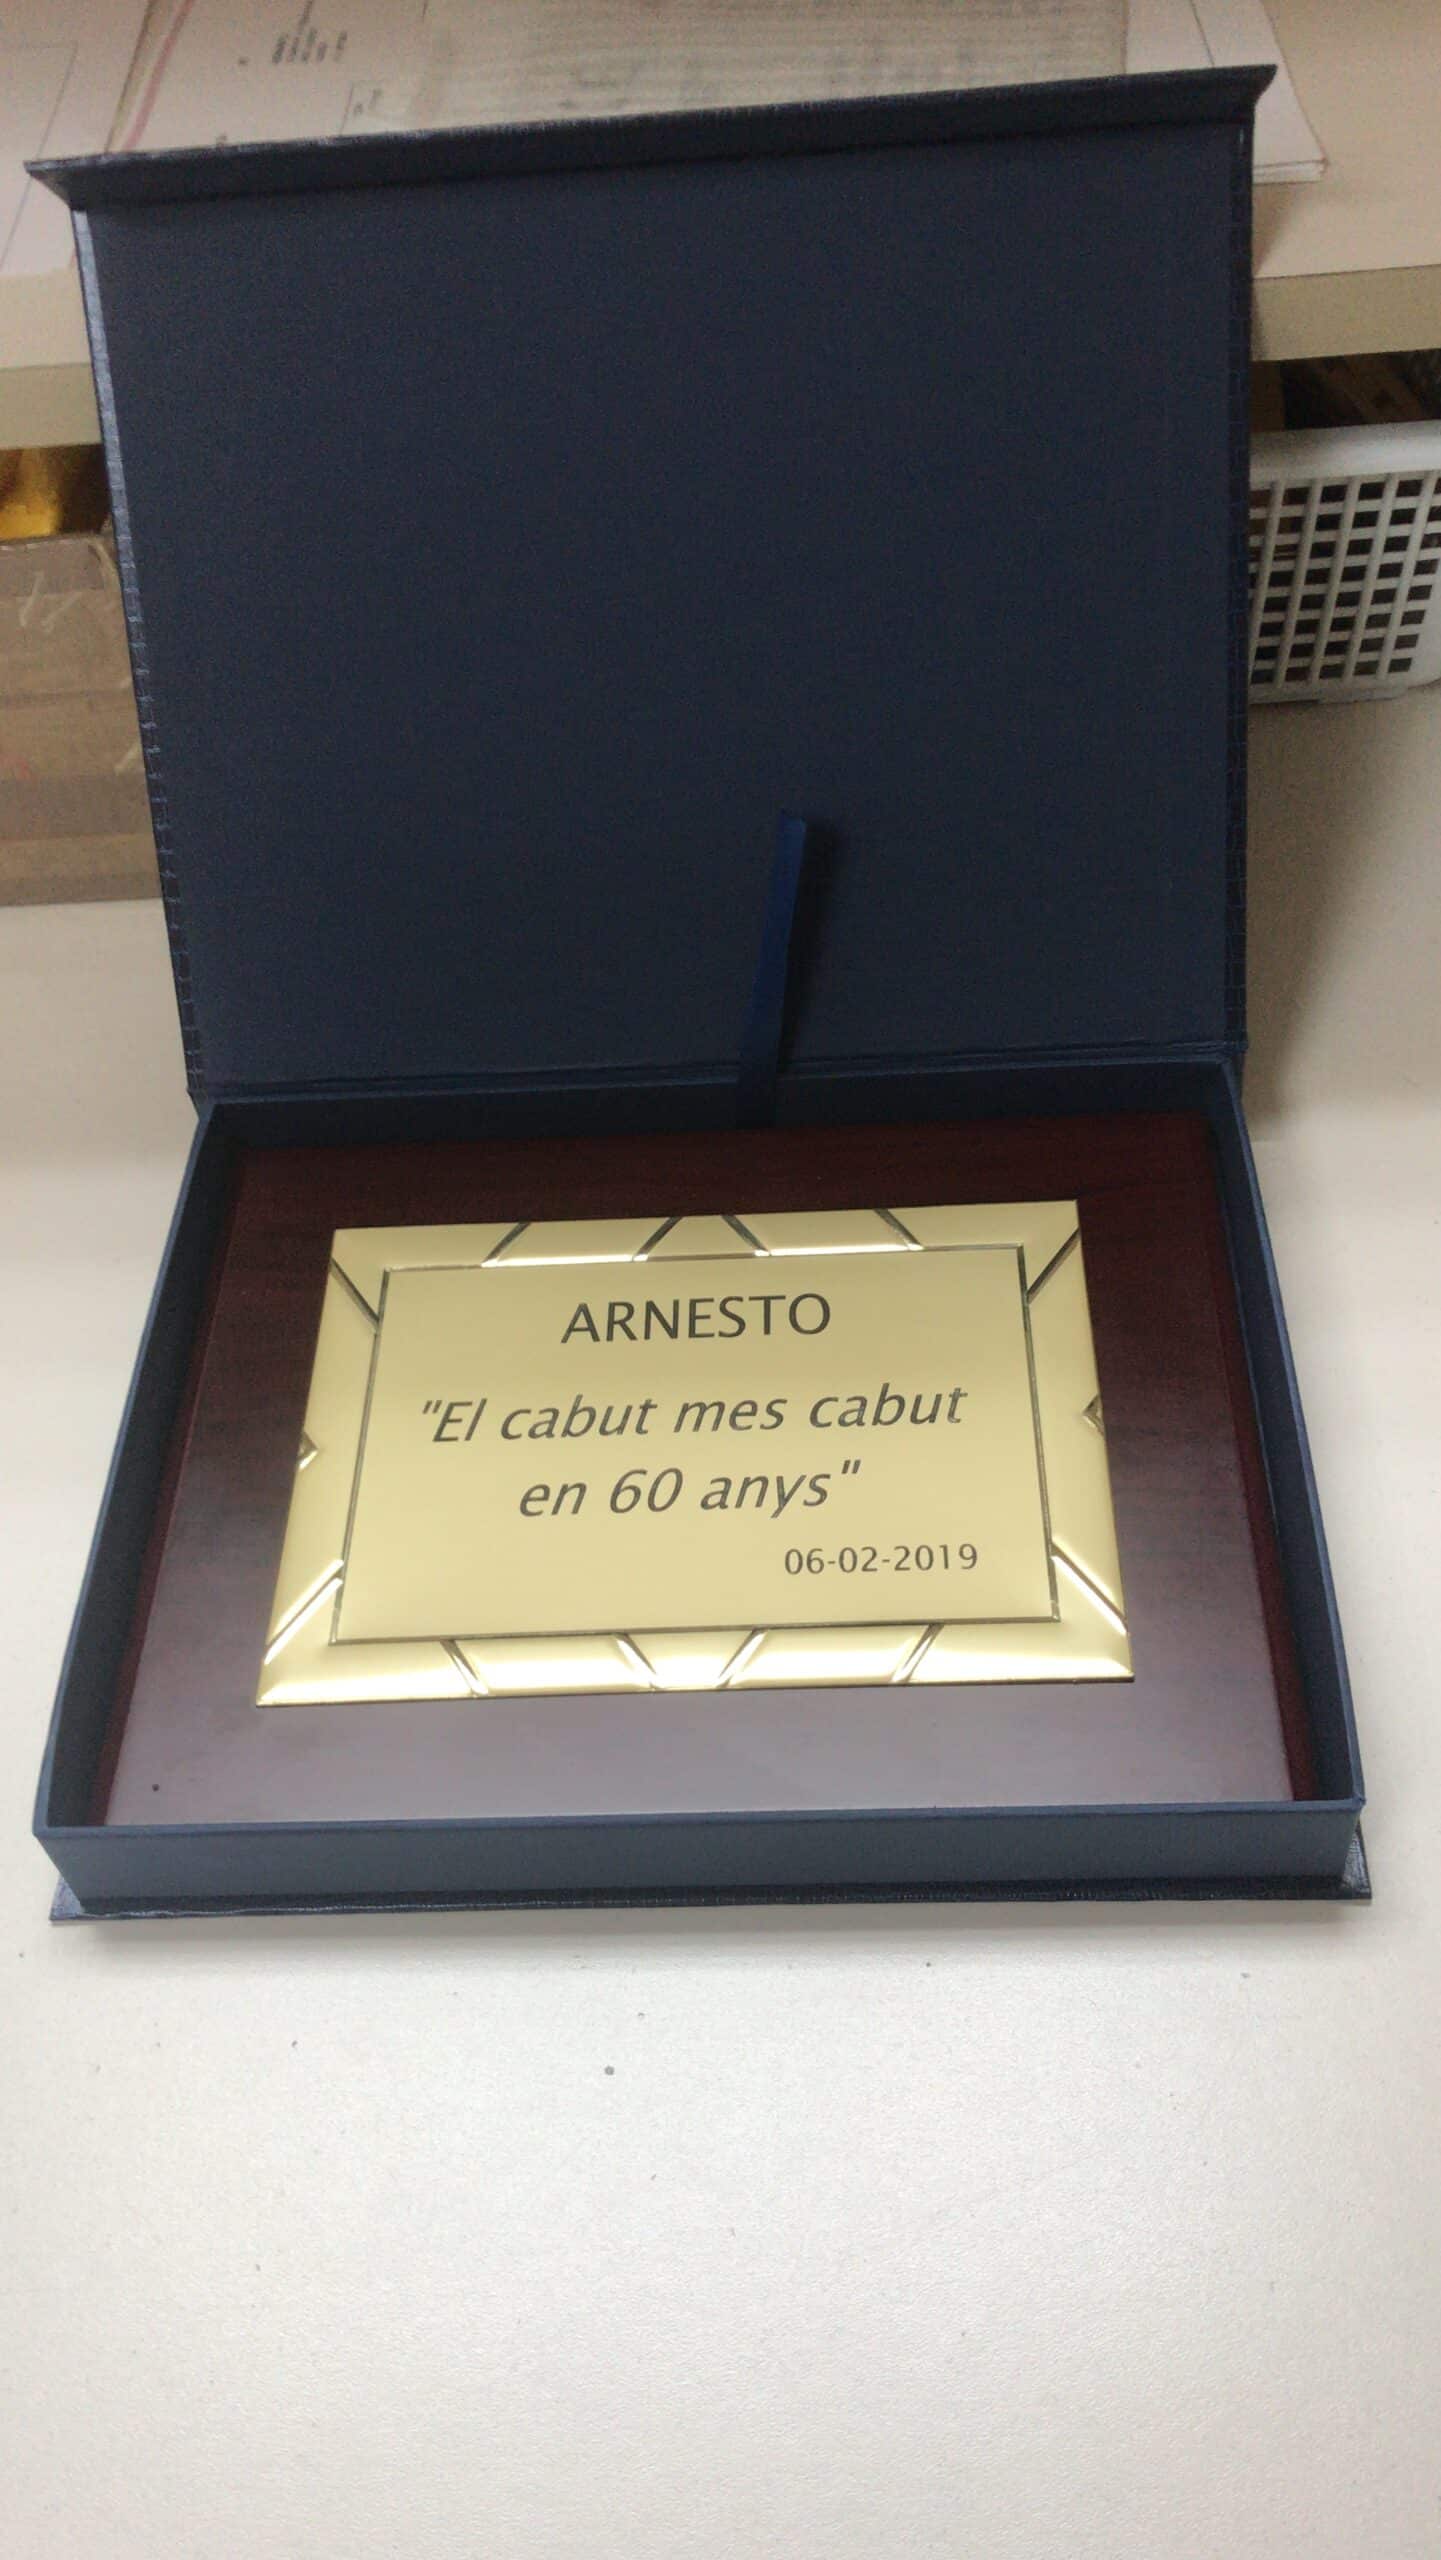 ARNESTO
"El cabut mes cabut
en 60 anys"
06-02-2019